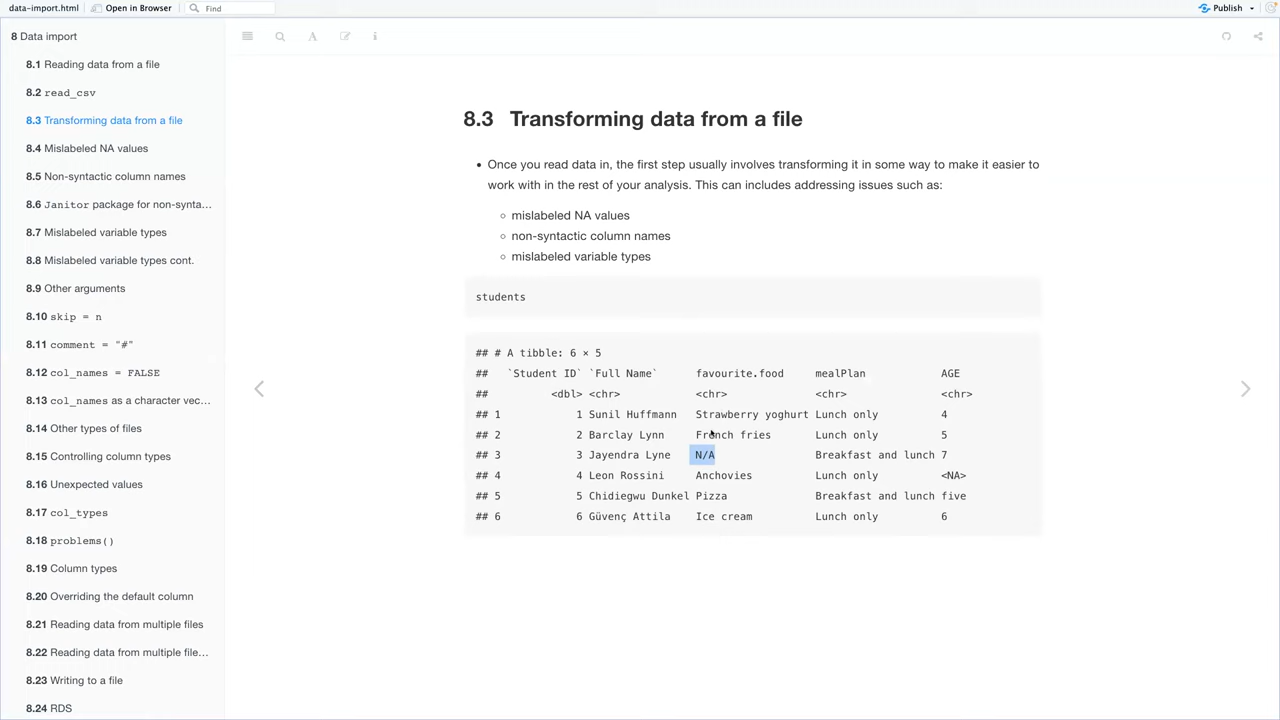 data-import.html Open in Browser Find Publish
8 Data import
8.1 Reading data from a file
8.2 read_csv
8.3 Transforming data from a file
8.4 Mislabeled NA values
8.5 Non-syntactic column names
8.6 Janitor package for non-synta...
8.7 Mislabeled variable types
8.8 Mislabeled variable types cont.
8.9 Other arguments
8.10 skip = n
8.11 comment = "#"
8.12 col_names = FALSE
8.13 col_names as a character vec...
8.14 Other types of files
8.15 Controlling column types
8.16 Unexpected values
8.17 col_types
8.18 problems()
8.19 Column types
8.20 Overriding the default column
8.21 Reading data from multiple files
8.22 Reading data from multiple file...
8.23 Writing to a file
8.24 RDS
8.3 Transforming data from a file
• Once you read data in, the first step usually involves transforming it in some way to make it easier to
work with in the rest of your analysis. This can includes addressing issues such as:
◦ mislabeled NA values
◦ non-syntactic column names
◦ mislabeled variable types
students
## # A tibble: 6 × 5
##   `Student ID` `Full Name`      favourite.food     mealPlan            AGE
##          <dbl> <chr>            <chr>              <chr>               <chr>
## 1            1 Sunil Huffmann   Strawberry yoghurt Lunch only          4
## 2            2 Barclay Lynn     French fries       Lunch only          5
## 3            3 Jayendra Lyne    N/A                Breakfast and lunch 7
## 4            4 Leon Rossini     Anchovies          Lunch only          <NA>
## 5            5 Chidiegwu Dunkel Pizza              Breakfast and lunch five
## 6            6 Güvenç Attila    Ice cream          Lunch only          6